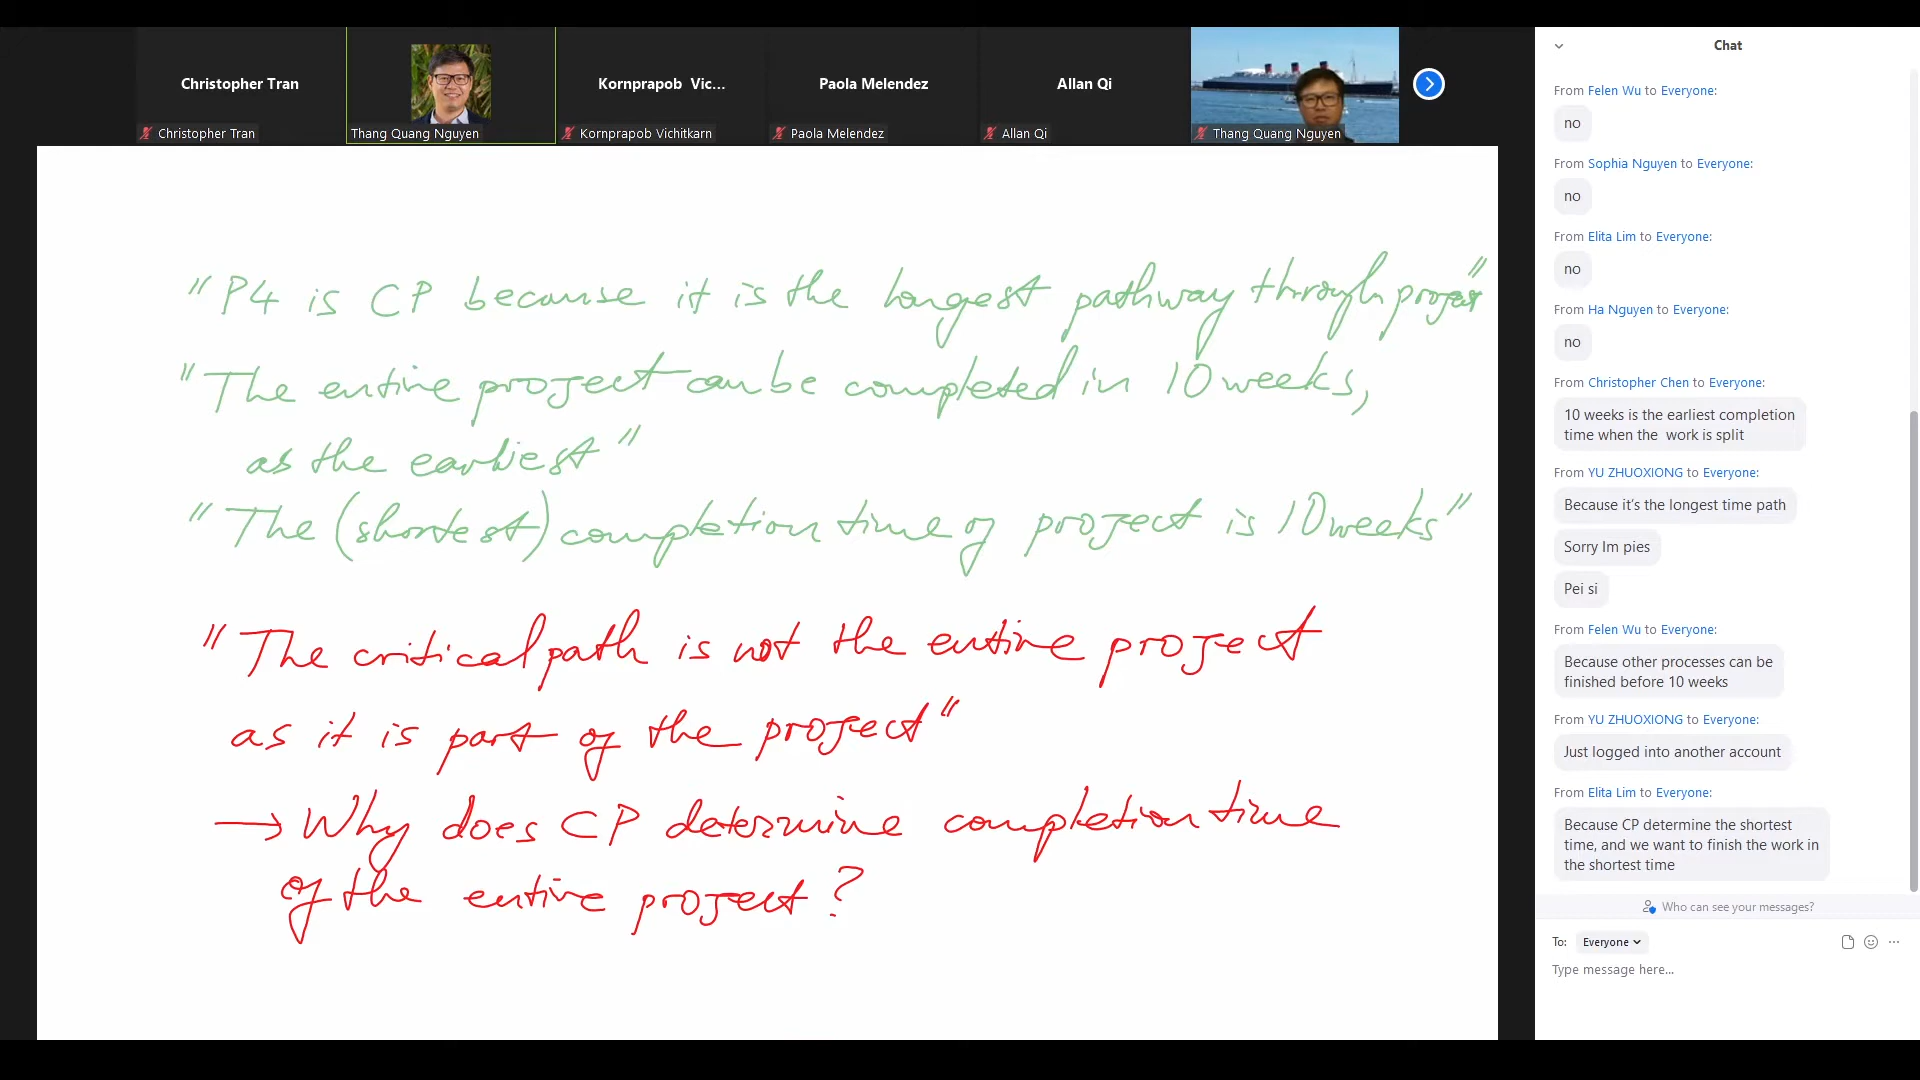 Christopher Tran
Kornprapob Vic...
Paola Melendez
Allan Qi
Christopher Tran
Thang Quang Nguyen
Kornprapob Vichitkarn
Paola Melendez
Allan Qi
Thang Quang Nguyen
"P4 is CP because it is the longest pathway through project"
"The entire project can be completed in 10 weeks,
as the earliest"
"The (shortest) completion time of project is 10 weeks"
"The critical path is not the entire project
as it is part of the project"
→ Why does CP determine completion time
of the entire project?
Chat
From Felen Wu to Everyone:
no
From Sophia Nguyen to Everyone:
no
From Elita Lim to Everyone:
no
From Ha Nguyen to Everyone:
no
From Christopher Chen to Everyone:
10 weeks is the earliest completion
time when the work is split
From YU ZHUOXIONG to Everyone:
Because it's the longest time path
Sorry Im pies
Pei si
From Felen Wu to Everyone:
Because other processes can be
finished before 10 weeks
From YU ZHUOXIONG to Everyone:
Just logged into another account
From Elita Lim to Everyone:
Because CP determine the shortest
time, and we want to finish the work in
the shortest time
Who can see your messages?
To: Everyone
Type message here...